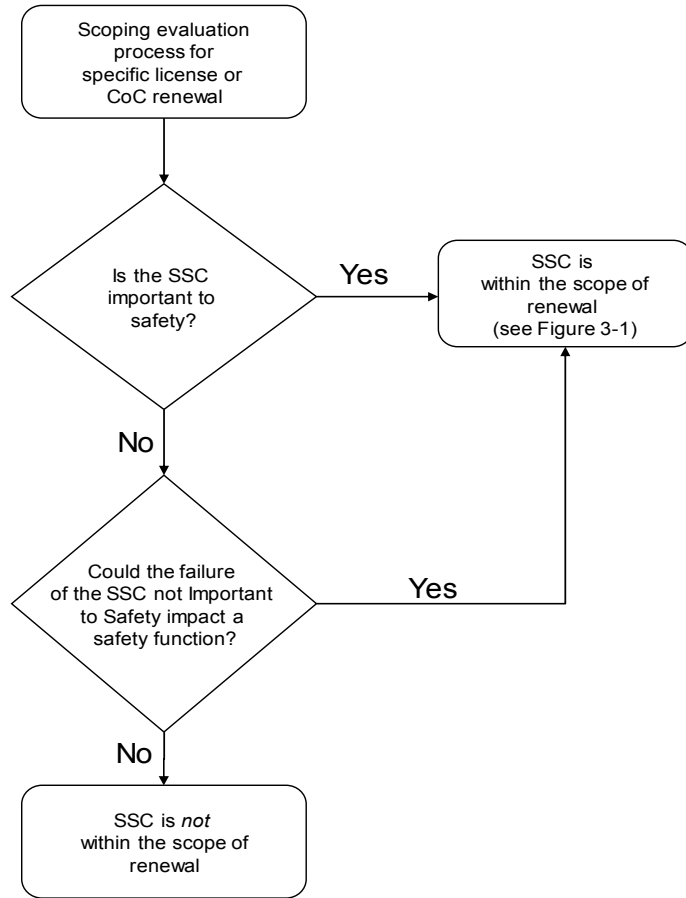 Scoping evaluation
process for
specific license or
CoC renewal
Is the SSC
important to
safety?
Yes
SSC is
within the scope of
renewal
(see Figure 3-1)
No
Could the failure
of the SSC not Important
to Safety impact a
safety function?
Yes
No
SSC is not
within the scope of
renewal